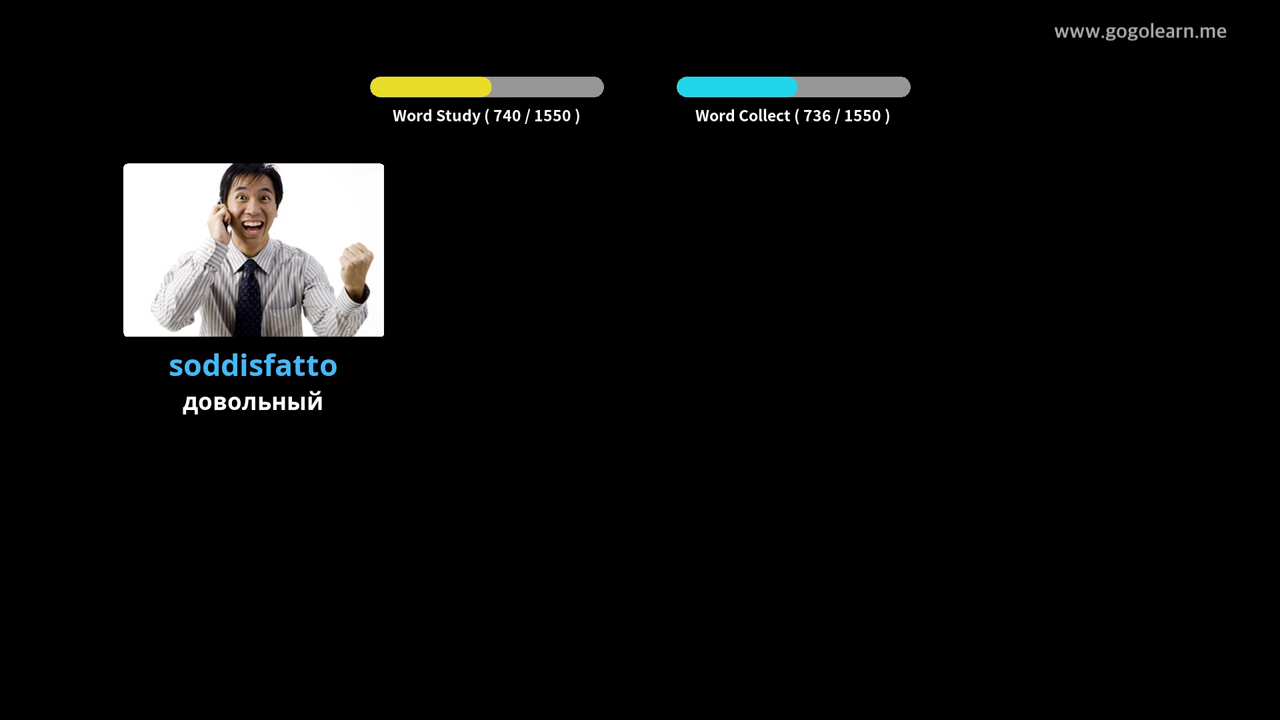 www.gogolearn.me
Word Study ( 740 / 1550 )
Word Collect ( 736 / 1550 )
soddisfatto
довольный